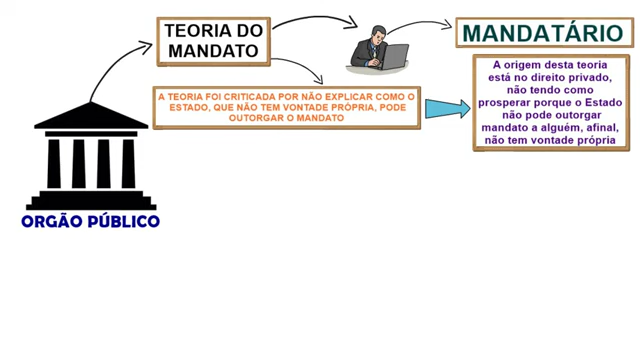 TEORIA DO
MANDATO
MANDATÁRIO
A TEORIA FOI CRITICADA POR NÃO EXPLICAR COMO O
ESTADO, QUE NÃO TEM VONTADE PRÓPRIA, PODE
OUTORGAR O MANDATO
A origem desta teoria
está no direito privado,
não tendo como
prosperar porque o Estado
não pode outorgar
mandato a alguém, afinal,
não tem vontade própria
ORGÃO PÚBLICO